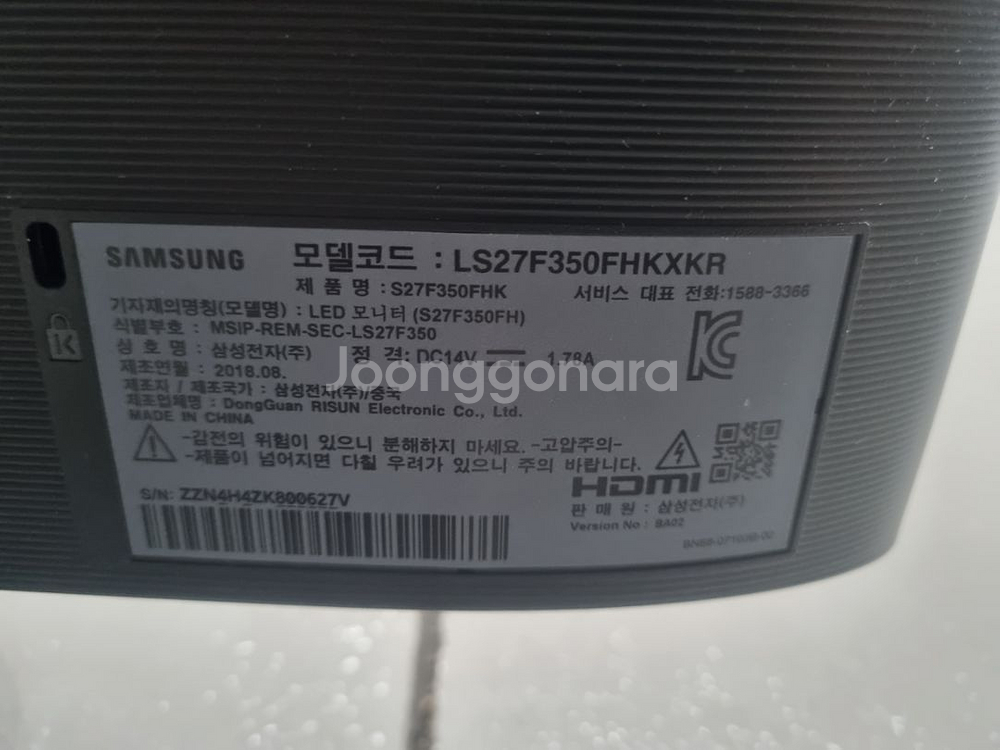 SAMSUNG 모델코드 : LS27F350FHKXKR
제 품 명 : S27F350FHK 서비스 대표 전화:1588-3366
기자재의명칭(모델명) : LED 모니터 (S27F350FH)
식별부호 : MSIP-REM-SEC-LS27F350
상 호 명 : 삼성전자(주) 정 격: DC14V 1.78A
제조연월 : 2018.08.
Joonggonara
제조자 / 제조국가 : 삼성전자(주)/중국
제조업체명 : DongGuan RISUN Electronic Co., Ltd.
MADE IN CHINA
-감전의 위험이 있으니 분해하지 마세요. -고압주의-
-제품이 넘어지면 다칠 우려가 있으니 주의 바랍니다.
HDMI
S/N: ZZN4H4ZK800627V
판 매 원 : 삼성전자(주)
Version No : BA02